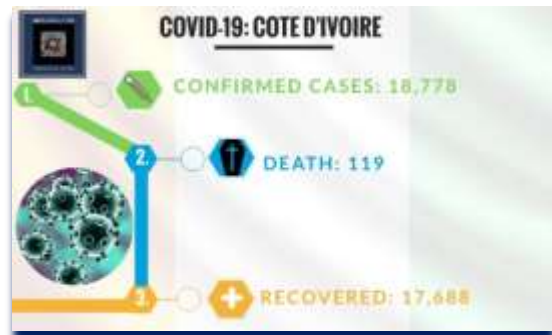 COVID-19: COTE D'IVOIRE
1.
CONFIRMED CASES: 18,778
2.
DEATH: 119
3.
RECOVERED: 17,688